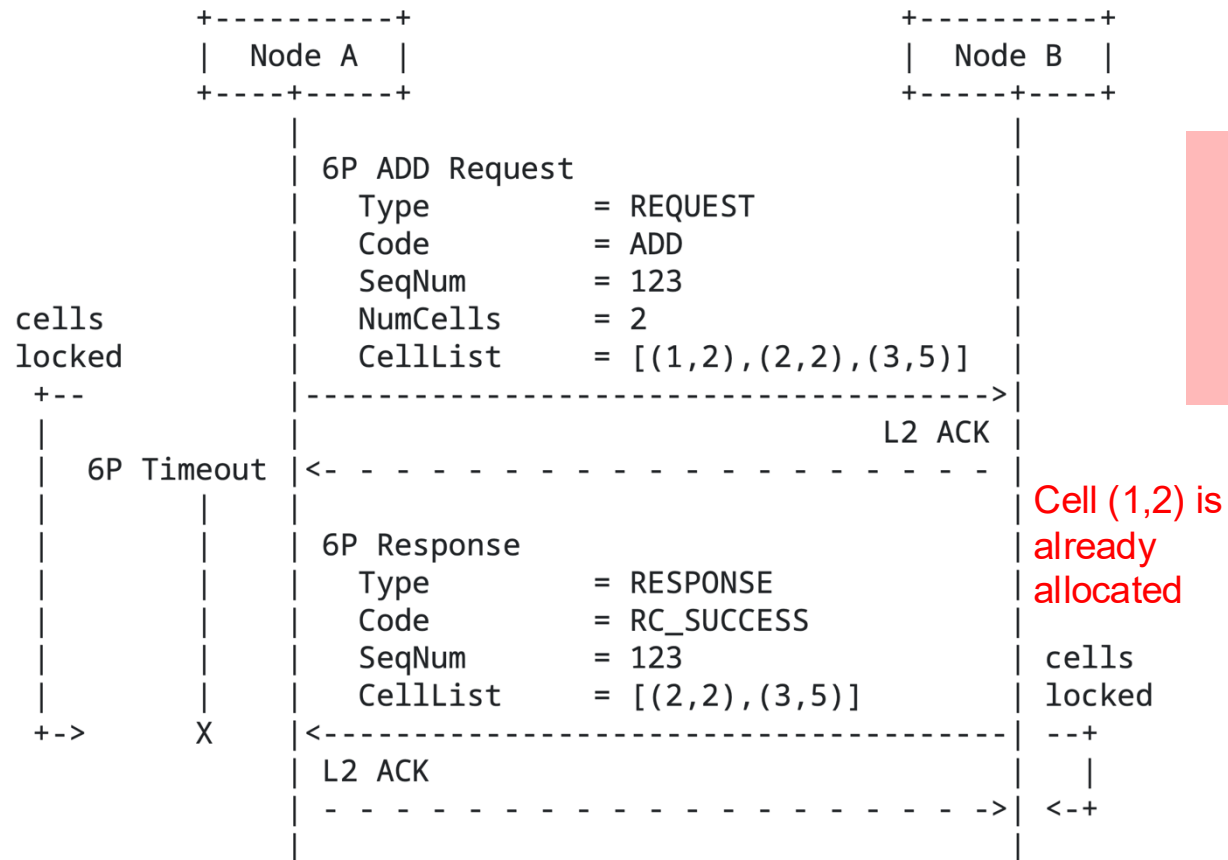 Node A
Node B
6P ADD Request
Type = REQUEST
Code = ADD
SeqNum = 123
cells
NumCells = 2
locked
CellList = [(1,2),(2,2),(3,5)]
L2 ACK
6P Timeout
Cell (1,2) is
already
allocated
6P Response
Type = RESPONSE
Code = RC_SUCCESS
SeqNum = 123
cells
CellList = [(2,2),(3,5)]
locked
X
L2 ACK